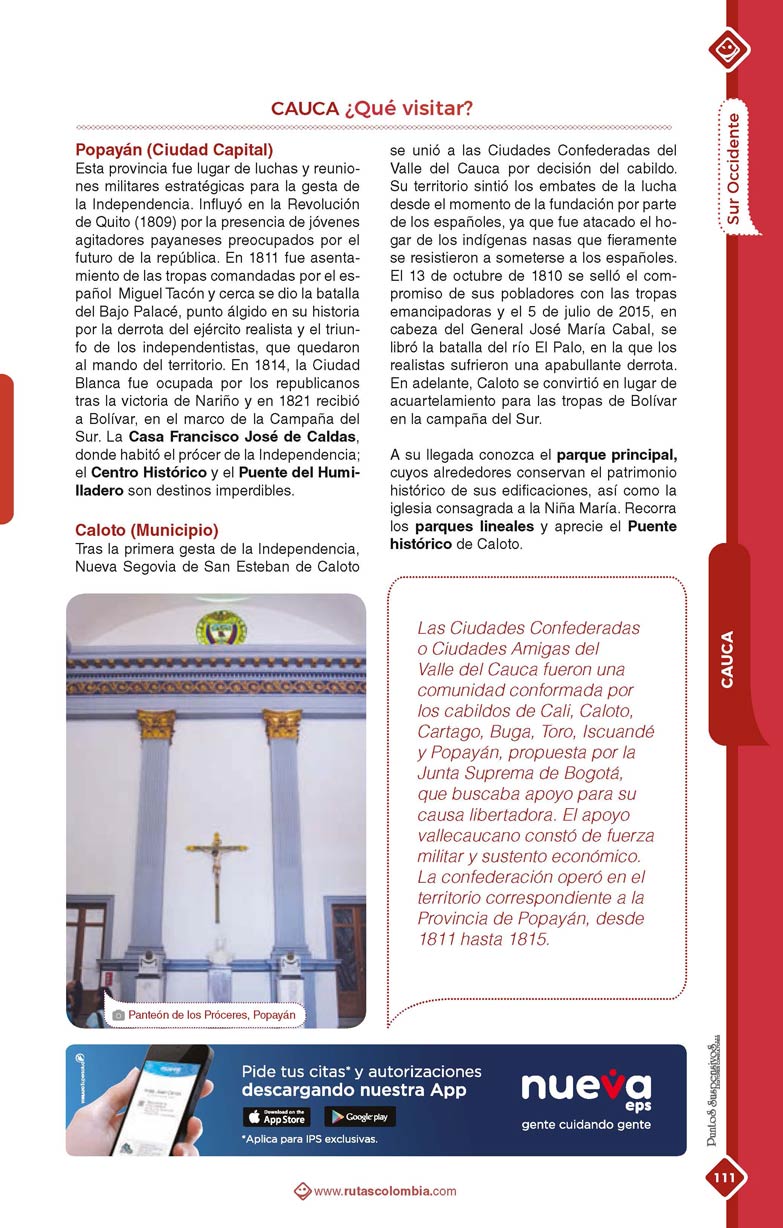 CAUCA ¿Qué visitar?
Popayán (Ciudad Capital)
Esta provincia fue lugar de luchas y reunio-
nes militares estratégicas para la gesta de
la Independencia. Influyó en la Revolución
de Quito (1809) por la presencia de jóvenes
agitadores payaneses preocupados por el
futuro de la república. En 1811 fue asenta-
miento de las tropas comandadas por el es-
pañol Miguel Tacón y cerca se dio la batalla
del Bajo Palacé, punto álgido en su historia
por la derrota del ejército realista y el triun-
fo de los independentistas, que quedaron
al mando del territorio. En 1814, la Ciudad
Blanca fue ocupada por los republicanos
tras la victoria de Nariño y en 1821 recibió
a Bolívar, en el marco de la Campaña del
Sur. La Casa Francisco José de Caldas,
donde habitó el prócer de la Independencia;
el Centro Histórico y el Puente del Humi-
lladero son destinos imperdibles.
Caloto (Municipio)
Tras la primera gesta de la Independencia,
Nueva Segovia de San Esteban de Caloto
se unió a las Ciudades Confederadas del
Valle del Cauca por decisión del cabildo.
Su territorio sintió los embates de la lucha
desde el momento de la fundación por parte
de los españoles, ya que fue atacado el ho-
gar de los indígenas nasas que fieramente
se resistieron a someterse a los españoles.
El 13 de octubre de 1810 se selló el com-
promiso de sus pobladores con las tropas
emancipadoras y el 5 de julio de 2015, en
cabeza del General José María Cabal, se
libró la batalla del río El Palo, en la que los
realistas sufrieron una apabullante derrota.
En adelante, Caloto se convirtió en lugar de
acuartelamiento para las tropas de Bolívar
en la campaña del Sur.
A su llegada conozca el parque principal,
cuyos alrededores conservan el patrimonio
histórico de sus edificaciones, así como la
iglesia consagrada a la Niña María. Recorra
los parques lineales y aprecie el Puente
histórico de Caloto.
Las Ciudades Confederadas
o Ciudades Amigas del
Valle del Cauca fueron una
comunidad conformada por
los cabildos de Cali, Caloto,
Cartago, Buga, Toro, Iscuandé
y Popayán, propuesta por la
Junta Suprema de Bogotá,
que buscaba apoyo para su
causa libertadora. El apoyo
vallecaucano constó de fuerza
militar y sustento económico.
La confederación operó en el
territorio correspondiente a la
Provincia de Popayán, desde
1811 hasta 1815.
Panteón de los Próceres, Popayán
Pide tus citas* y autorizaciones
descargando nuestra App
Download on the
App Store
Google play
*Aplica para IPS exclusivas.
nueva
eps
gente cuidando gente
www.rutascolombia.com
Sur Occidente
CAUCA
Puntos Suspensivos
111